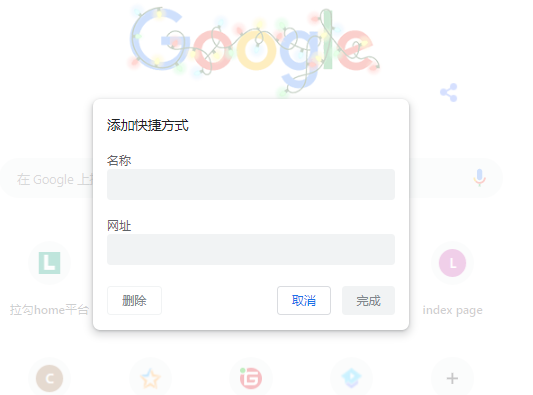 Google
添加快捷方式
名称
在 Google 上搜
网址
删除
取消
完成
L
拉勾home平台
L
index page
C